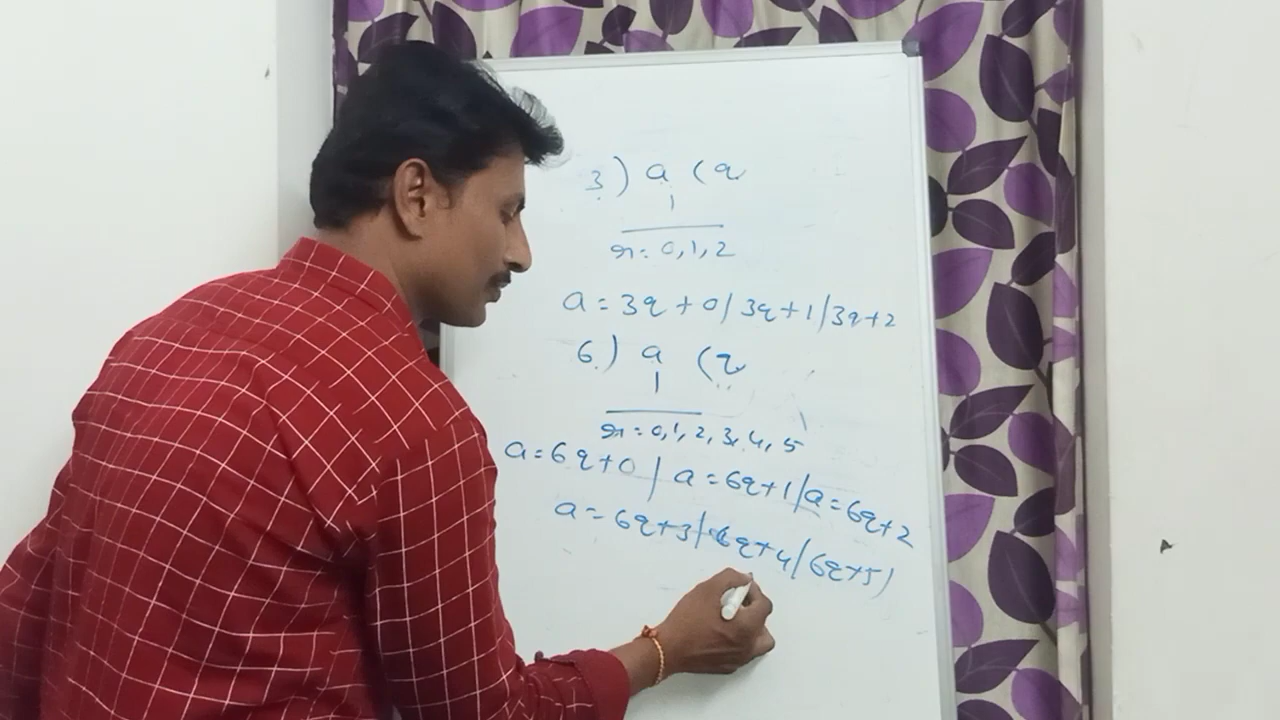 3) a (q
1
r = 0, 1, 2
a = 3q + 0 / 3q + 1 / 3q + 2
6) a (q
1
r = 0, 1, 2, 3, 4, 5
a = 6q + 0 / a = 6q + 1 / a = 6q + 2
a = 6q + 3 / 6q + 4 / 6q + 5 /